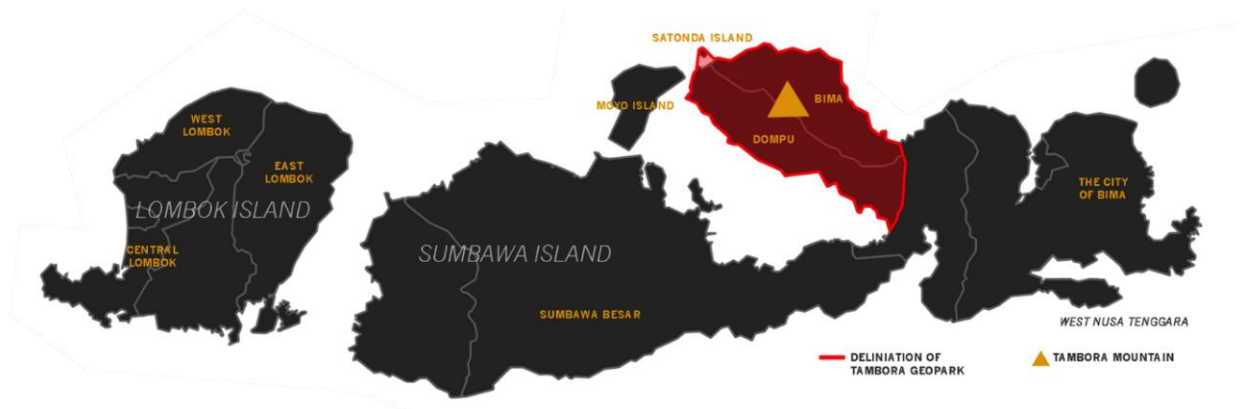 SATONDA ISLAND
MOYO ISLAND
BIMA
DOMPU
WEST
LOMBOK
EAST
LOMBOK
LOMBOK ISLAND
CENTRAL
LOMBOK
SUMBAWA ISLAND
SUMBAWA BESAR
THE CITY
OF BIMA
WEST NUSA TENGGARA
DELINIATION OF
TAMBORA GEOPARK
TAMBORA MOUNTAIN